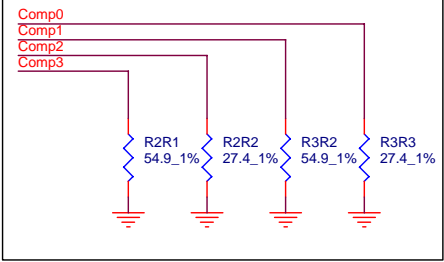 Comp0
Comp1
Comp2
Comp3
R2R1 R2R2 R3R2 R3R3
54.9_1% 27.4_1% 54.9_1% 27.4_1%